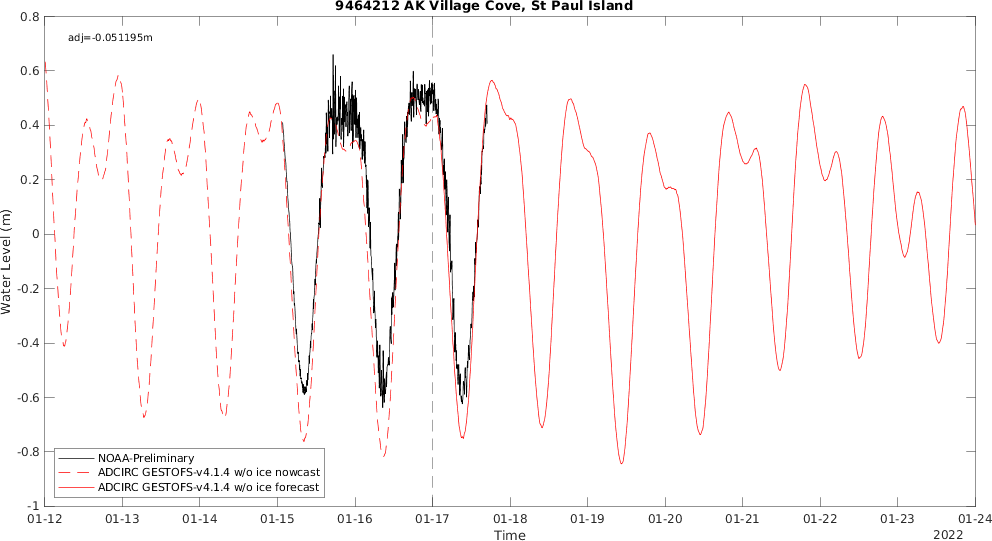 9464212 AK Village Cove, St Paul Island
adj=-0.051195m
0.8
0.6
0.4
0.2
0
-0.2
-0.4
-0.6
-0.8
-1
Water Level (m)
NOAA-Preliminary
ADCIRC GESTOFS-v4.1.4 w/o ice nowcast
ADCIRC GESTOFS-v4.1.4 w/o ice forecast
01-12 01-13 01-14 01-15 01-16 01-17 01-18 01-19 01-20 01-21 01-22 01-23 01-24
Time
2022